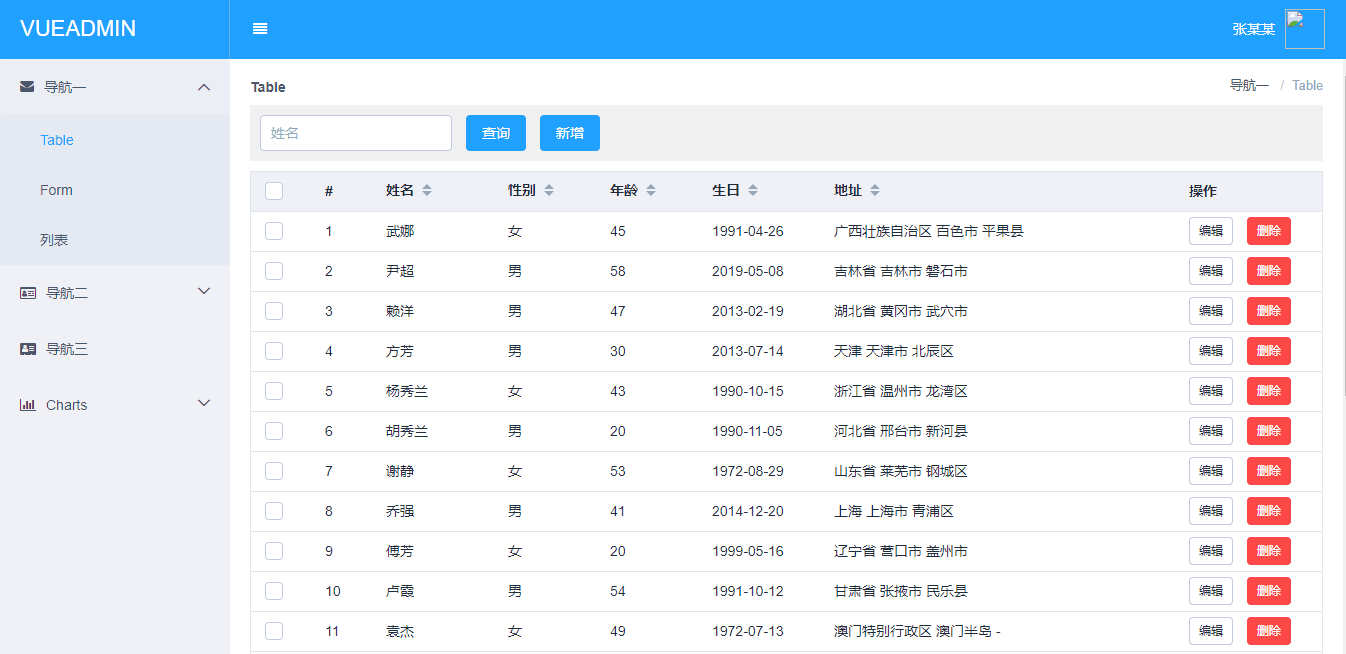 VUEADMIN
张某某
导航一
Table
Form
列表
导航二
导航三
Charts
Table
导航一 / Table
姓名 查询 新增
# 姓名 性别 年龄 生日 地址 操作
1 武娜 女 45 1991-04-26 广西壮族自治区 百色市 平果县 编辑 删除
2 尹超 男 58 2019-05-08 吉林省 吉林市 磐石市 编辑 删除
3 赖洋 男 47 2013-02-19 湖北省 黄冈市 武穴市 编辑 删除
4 方芳 男 30 2013-07-14 天津 天津市 北辰区 编辑 删除
5 杨秀兰 女 43 1990-10-15 浙江省 温州市 龙湾区 编辑 删除
6 胡秀兰 男 20 1990-11-05 河北省 邢台市 新河县 编辑 删除
7 谢静 女 53 1972-08-29 山东省 莱芜市 钢城区 编辑 删除
8 乔强 男 41 2014-12-20 上海 上海市 青浦区 编辑 删除
9 傅芳 女 20 1999-05-16 辽宁省 营口市 盖州市 编辑 删除
10 卢霞 男 54 1991-10-12 甘肃省 张掖市 民乐县 编辑 删除
11 袁杰 女 49 1972-07-13 澳门特别行政区 澳门半岛 - 编辑 删除